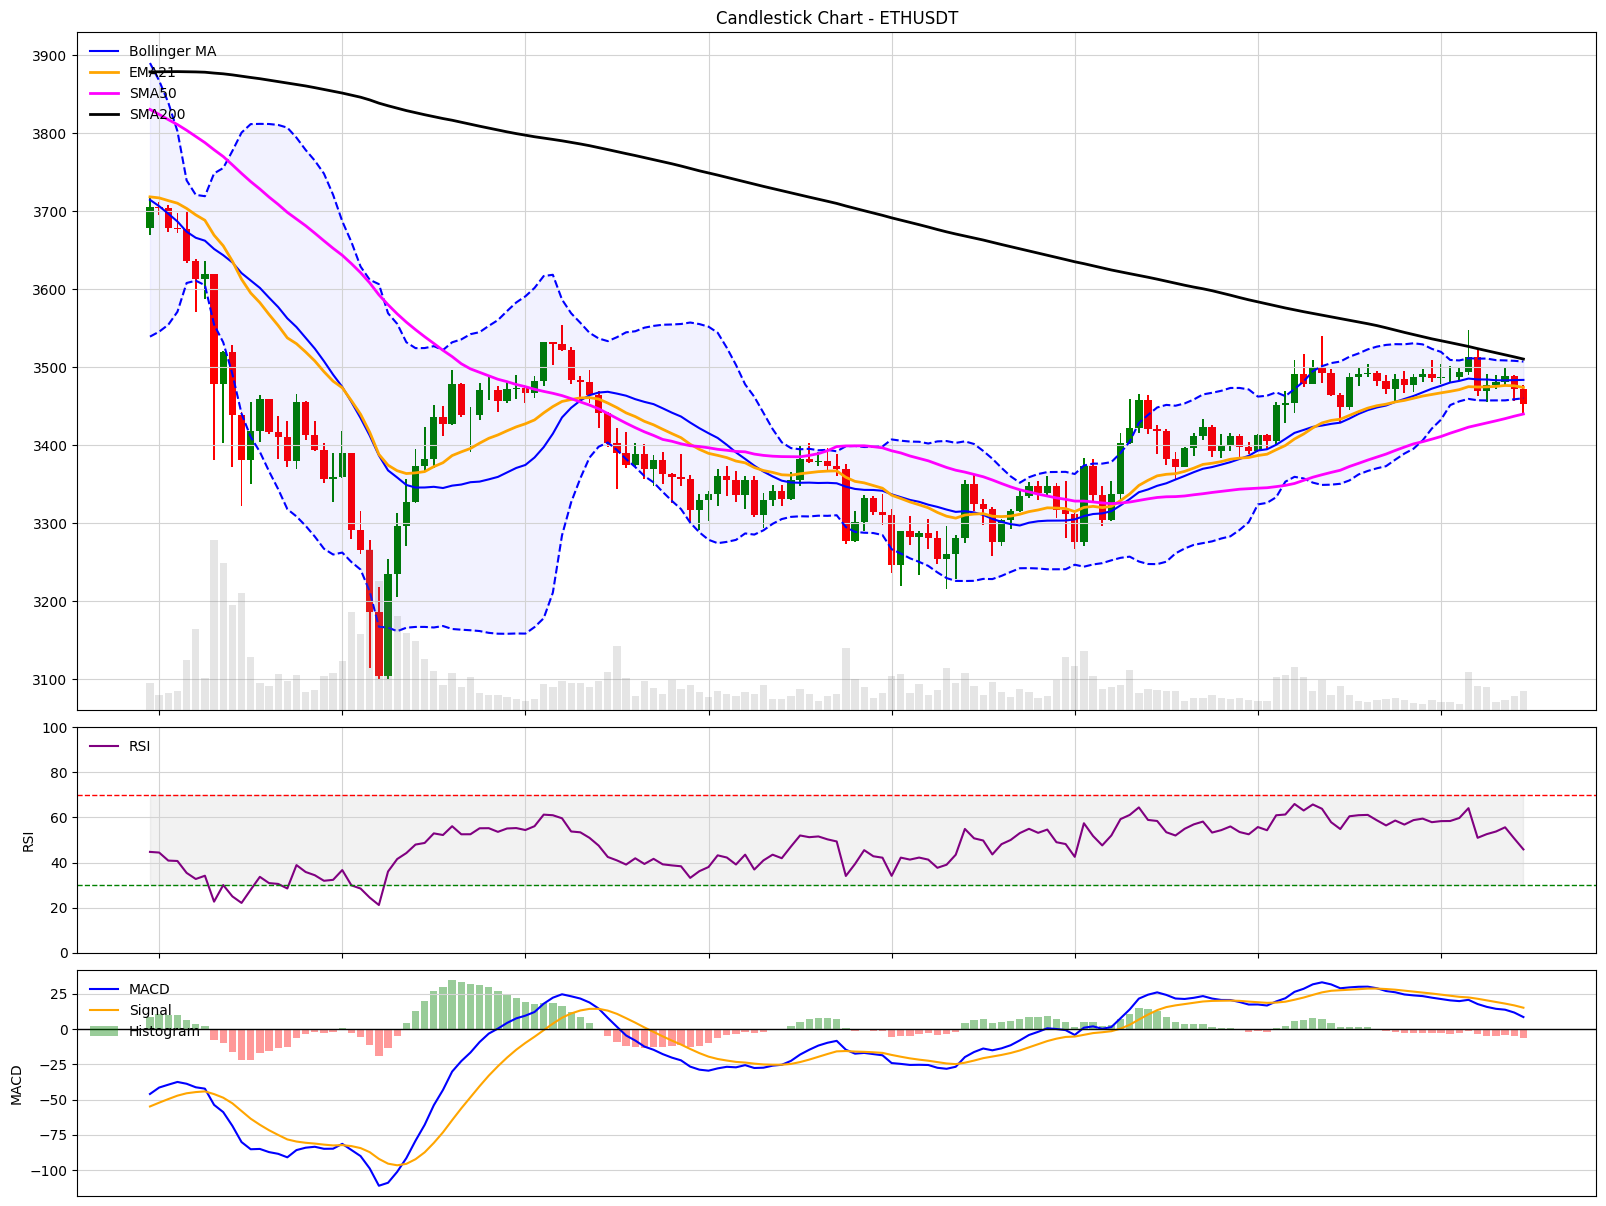 Candlestick Chart - ETHUSDT
Bollinger MA
EMA21
SMA50
SMA200
3900
3800
3700
3600
3500
3400
3300
3200
3100
RSI
100
80
60
40
20
0
RSI
MACD
Signal
Histogram
25
0
−25
−50
−75
−100
MACD